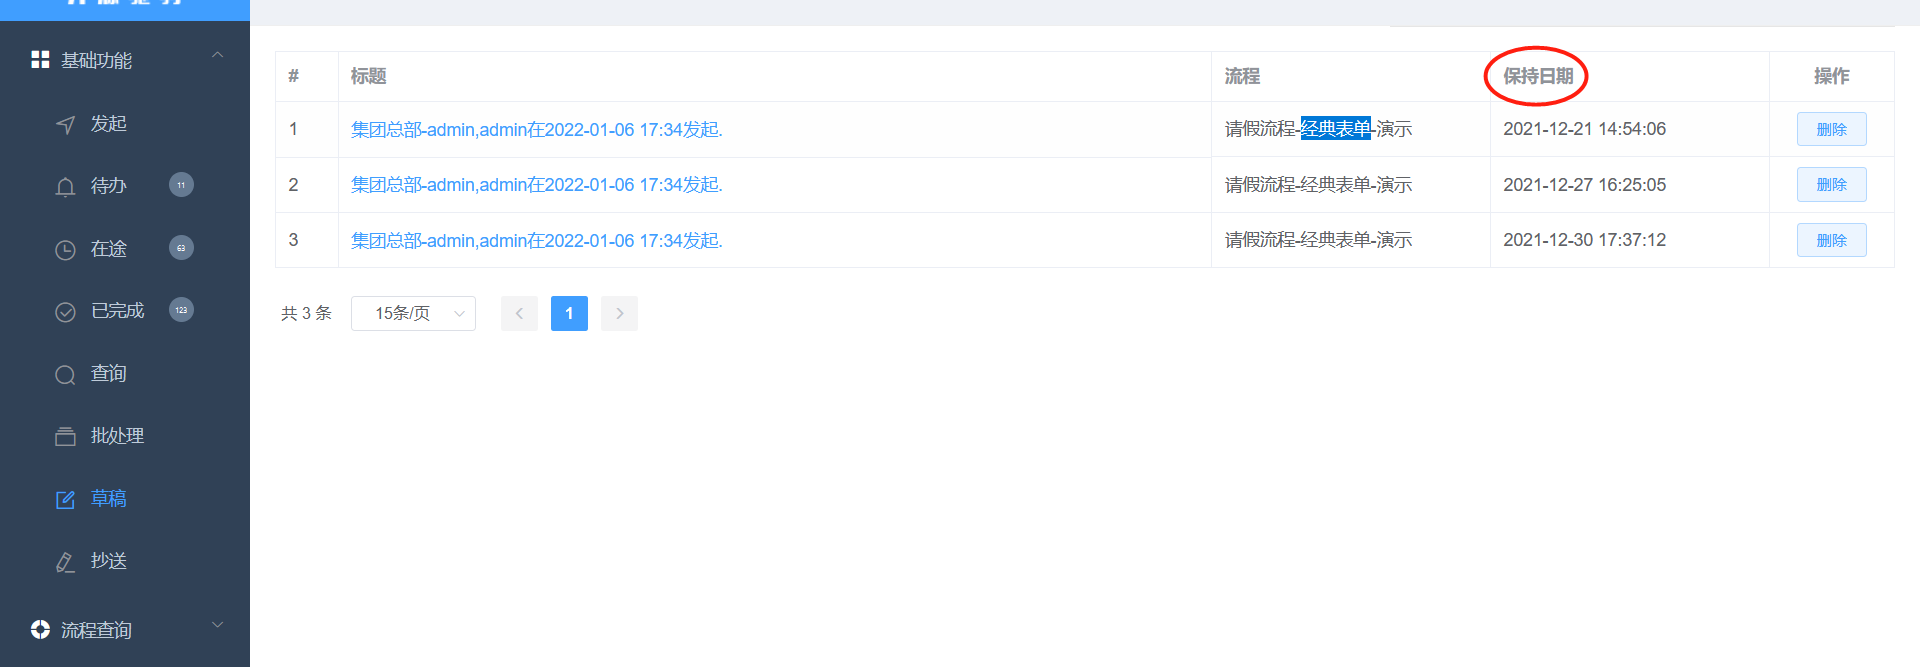 基础功能
发起
待办 11
在途 63
已完成 123
查询
批处理
草稿
抄送
流程查询
# 标题 流程 保持日期 操作
1 集团总部-admin,admin在2022-01-06 17:34发起. 请假流程-经典表单-演示 2021-12-21 14:54:06 删除
2 集团总部-admin,admin在2022-01-06 17:34发起. 请假流程-经典表单-演示 2021-12-27 16:25:05 删除
3 集团总部-admin,admin在2022-01-06 17:34发起. 请假流程-经典表单-演示 2021-12-30 17:37:12 删除
共 3 条 15条/页 1